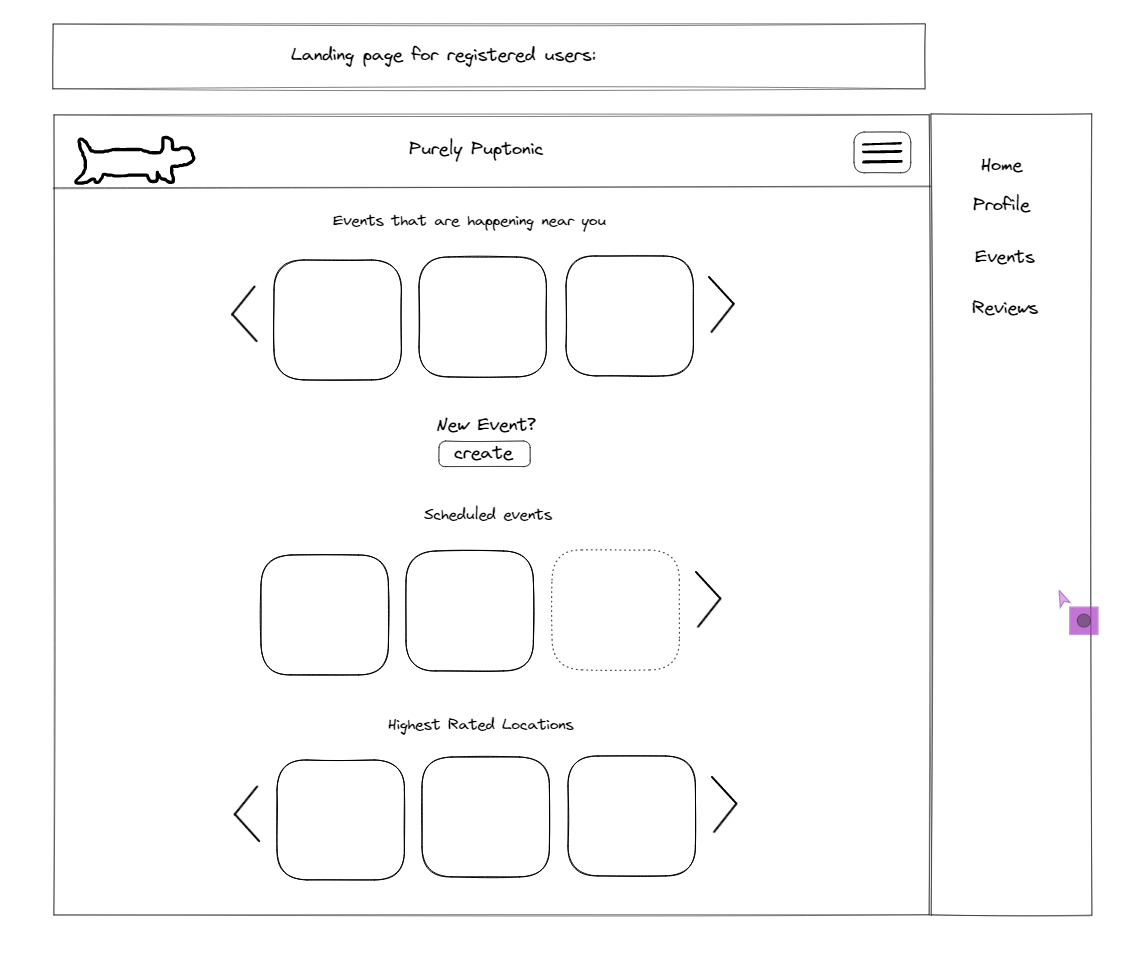 Landing page for registered users:
Purely Puptonic
Home
Profile
Events
Reviews
Events that are happening near you
New Event?
create
Scheduled events
Highest Rated Locations